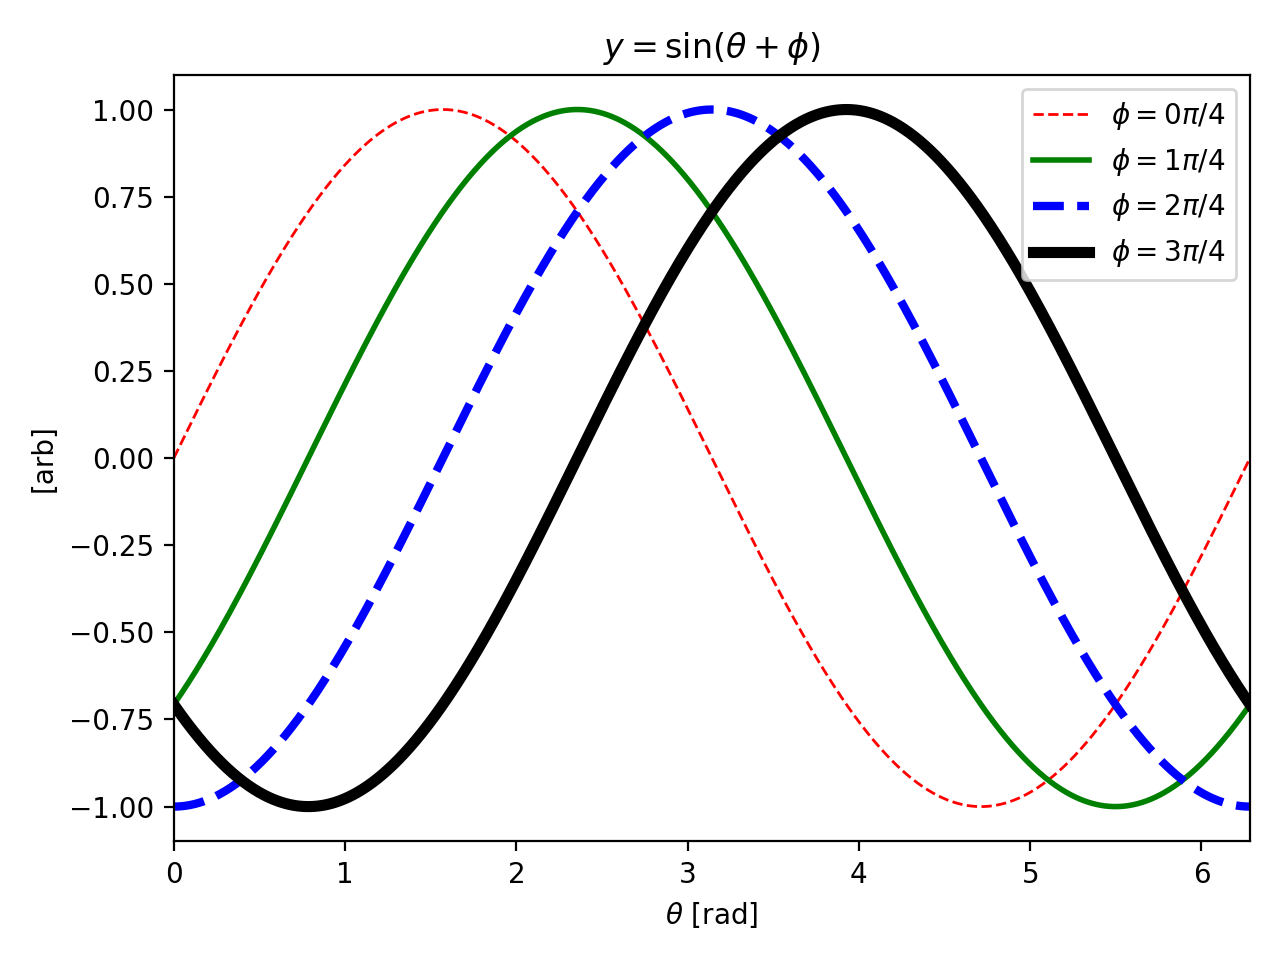 y = sin(θ + ϕ)
1.00
0.75
0.50
0.25
0.00
−0.25
−0.50
−0.75
−1.00
[arb]
ϕ = 0π/4
ϕ = 1π/4
ϕ = 2π/4
ϕ = 3π/4
0 1 2 3 4 5 6
θ [rad]